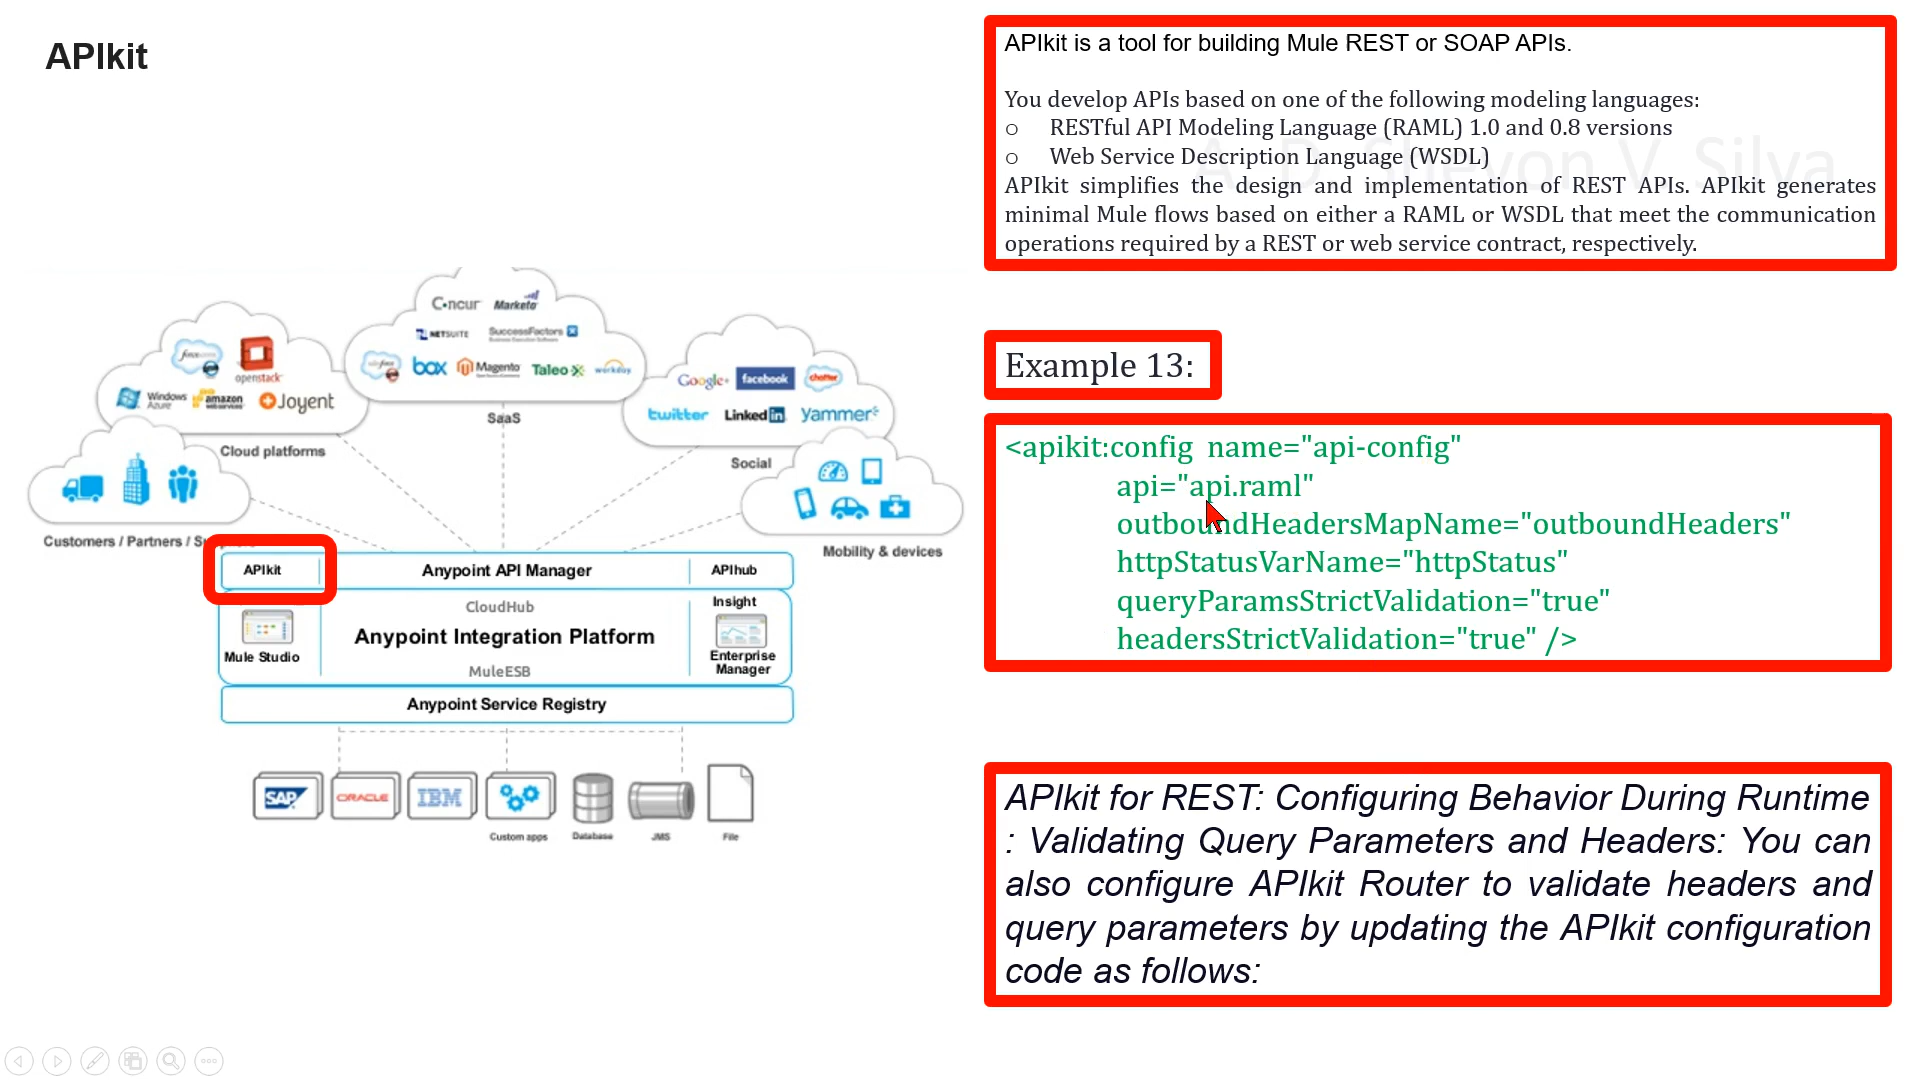 APIkit
APIkit is a tool for building Mule REST or SOAP APIs.
You develop APIs based on one of the following modeling languages:
o RESTful API Modeling Language (RAML) 1.0 and 0.8 versions
o Web Service Description Language (WSDL)
APIkit simplifies the design and implementation of REST APIs. APIkit generates
minimal Mule flows based on either a RAML or WSDL that meet the communication
operations required by a REST or web service contract, respectively.
Example 13:
<apikit:config name="api-config"
api="api.raml"
outboundHeadersMapName="outboundHeaders"
httpStatusVarName="httpStatus"
queryParamsStrictValidation="true"
headersStrictValidation="true" />
APIkit for REST: Configuring Behavior During Runtime
: Validating Query Parameters and Headers: You can
also configure APIkit Router to validate headers and
query parameters by updating the APIkit configuration
code as follows:
Concur Marketo
NETSUITE SuccessFactors
box Magento Taleo workday
SaaS
force.com openstack
Windows Azure amazon webservices Joyent
Cloud platforms
Google+ facebook chatter
twitter LinkedIn yammer
Social
Customers / Partners /
Mobility & devices
APIkit Anypoint API Manager APIhub
CloudHub Insight
Anypoint Integration Platform
Mule Studio MuleESB Enterprise
Manager
Anypoint Service Registry
SAP ORACLE IBM
Custom apps Database JMS File
V. Silva